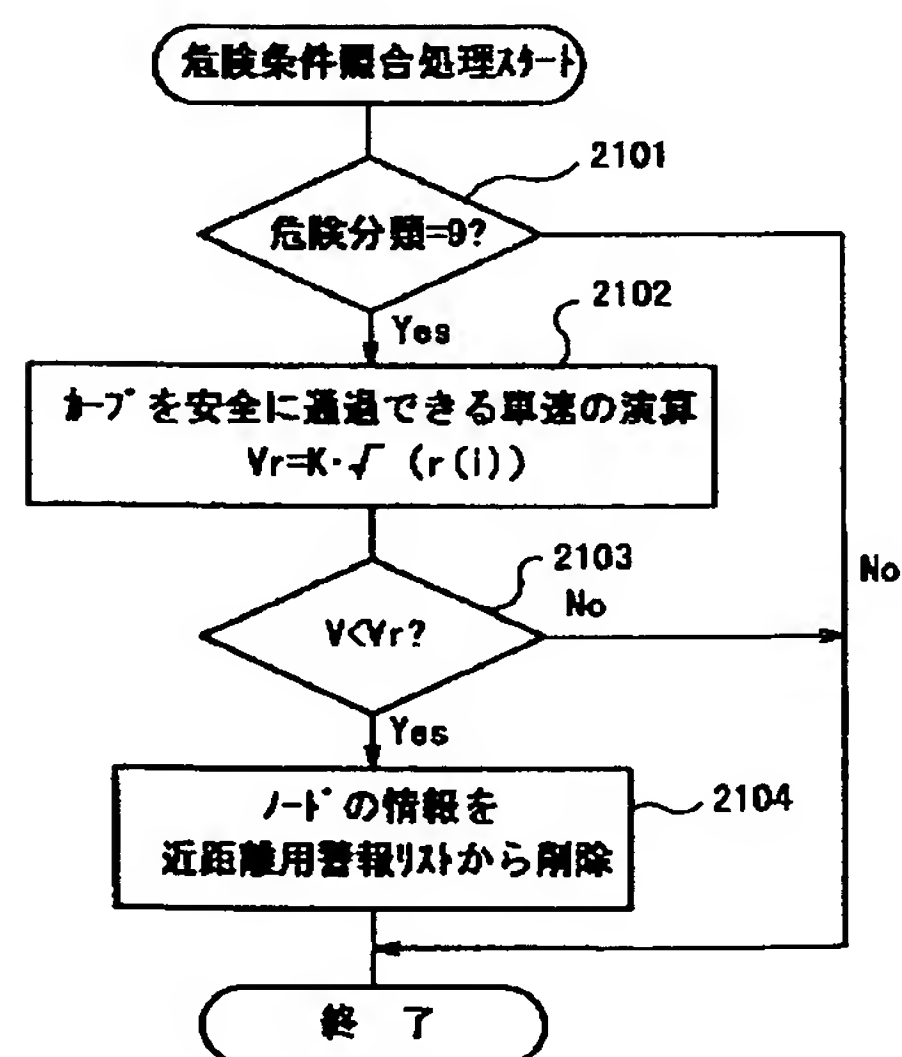 危険条件照合処理スタート
2101
危険分類=9?
Yes
2102
カーブを安全に通過できる車速の演算
Vr=K・√ (r(i))
2103
No
V<Vr?
No
Yes
2104
ノードの情報を
近距離用警報リストから削除
終 了